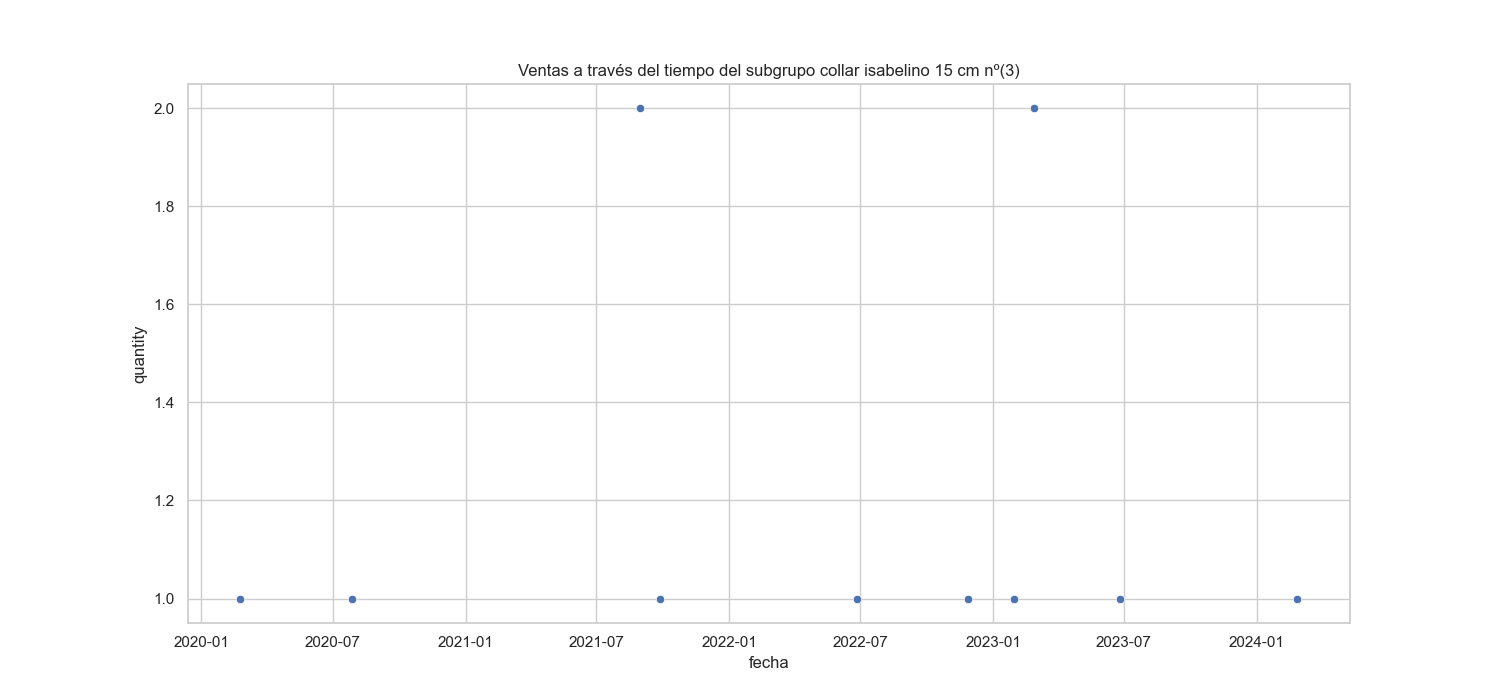 Ventas a través del tiempo del subgrupo collar isabelino 15 cm nº(3)
2.0
1.8
1.6
1.4
1.2
1.0
quantity
2020-01 2020-07 2021-01 2021-07 2022-01 2022-07 2023-01 2023-07 2024-01
fecha